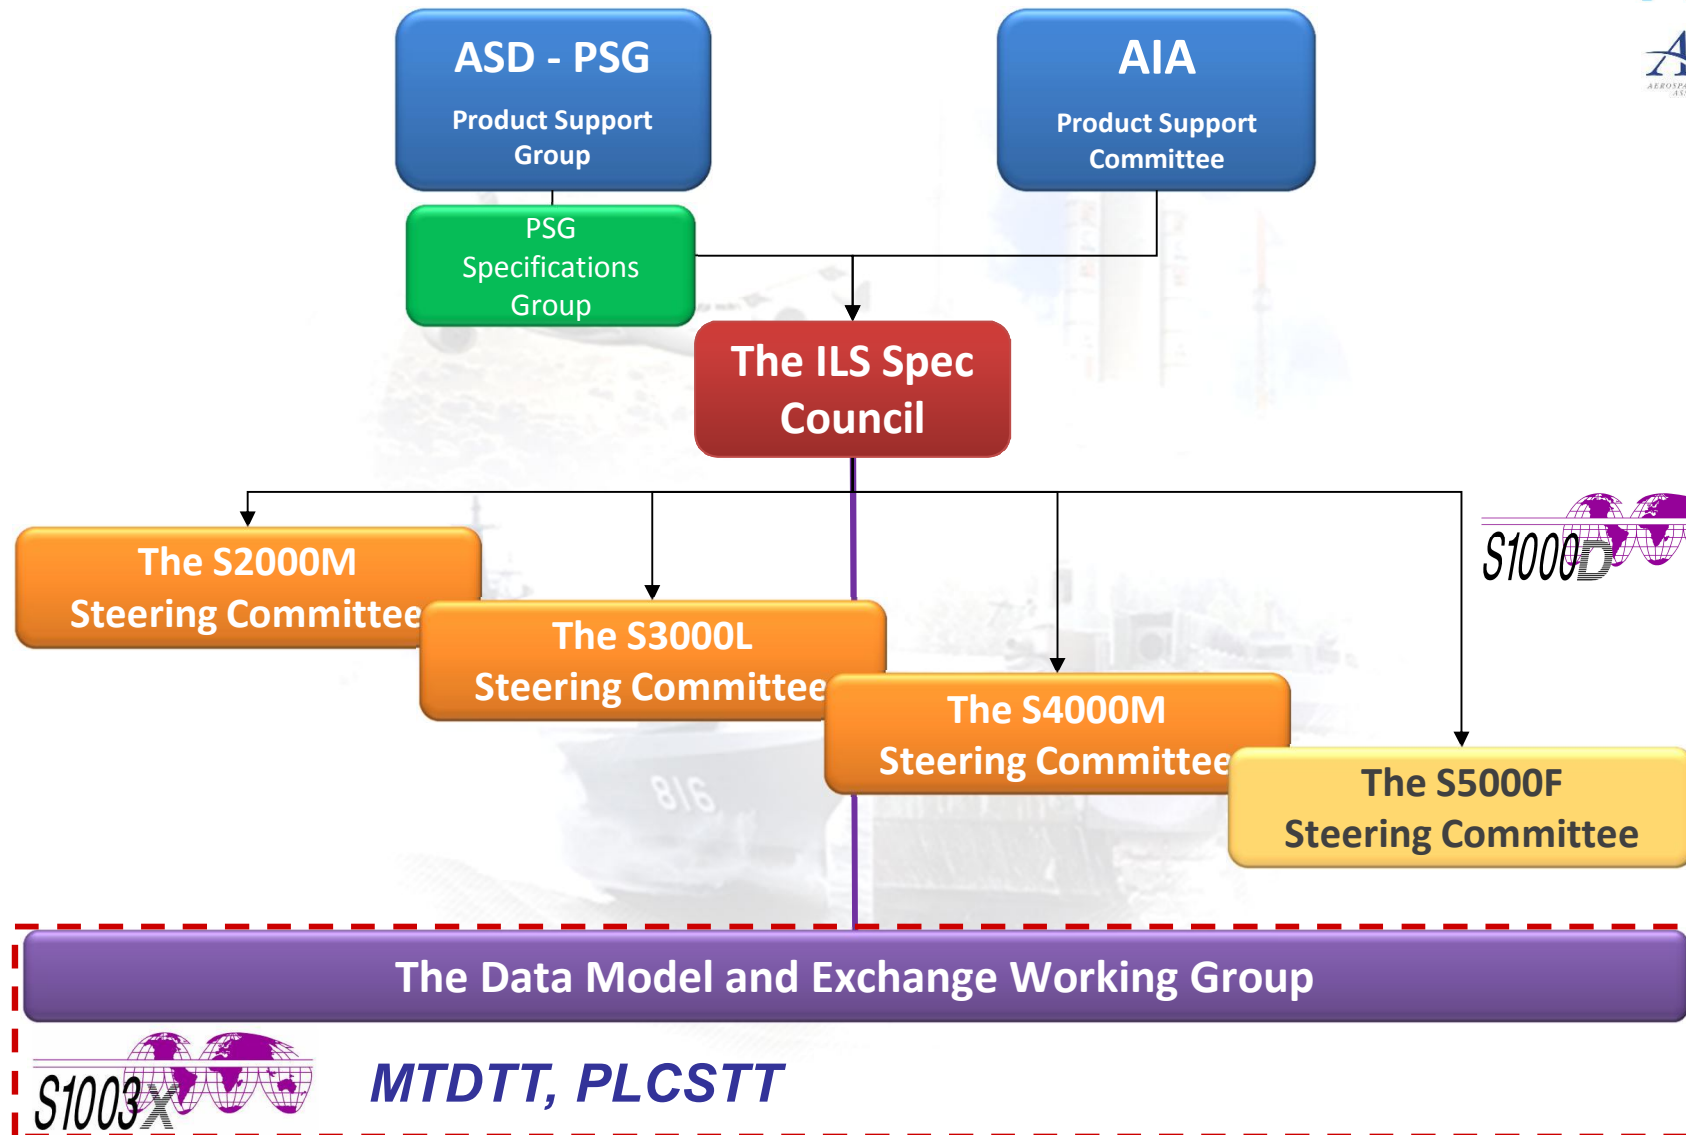 ASD - PSG
Product Support
Group
AIA
Product Support
Committee
PSG
Specifications
Group
The ILS Spec
Council
The S2000M
Steering Committee
S1000D
The S3000L
Steering Committee
The S4000M
Steering Committee
816
The S5000F
Steering Committee
The Data Model and Exchange Working Group
S1003X
MTDTT, PLCSTT